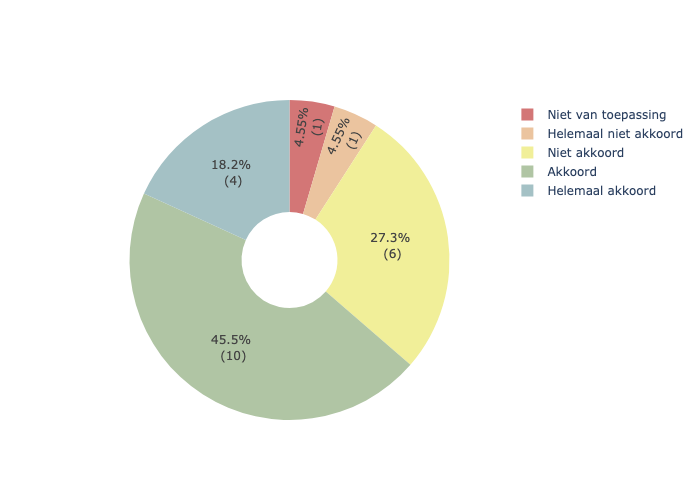 4.55%
(1)
4.55%
(1)
27.3%
(6)
45.5%
(10)
18.2%
(4)
Niet van toepassing
Helemaal niet akkoord
Niet akkoord
Akkoord
Helemaal akkoord